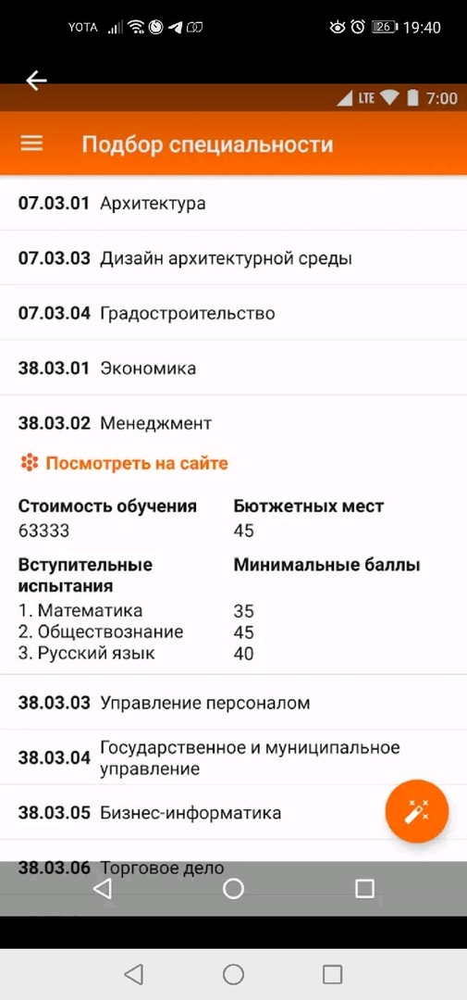 YOTA 26 19:40
LTE 7:00
Подбор специальности
07.03.01 Архитектура
07.03.03 Дизайн архитектурной среды
07.03.04 Градостроительство
38.03.01 Экономика
38.03.02 Менеджмент
Посмотреть на сайте
Стоимость обучения Бютжетных мест
63333 45
Вступительные Минимальные баллы
испытания
1. Математика 35
2. Обществознание 45
3. Русский язык 40
38.03.03 Управление персоналом
38.03.04 Государственное и муниципальное
управление
38.03.05 Бизнес-информатика
38.03.06 Торговое дело